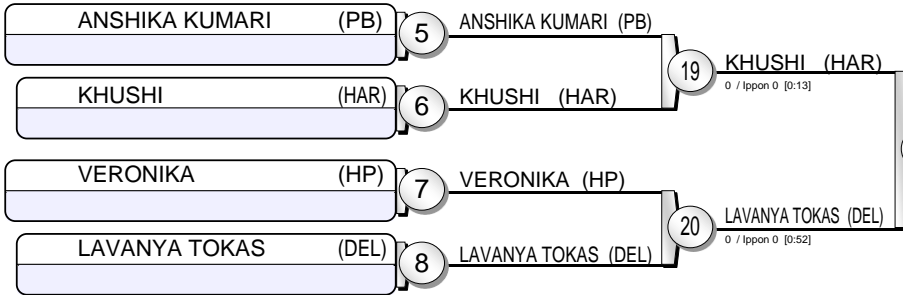 ANSHIKA KUMARI (PB) 5 ANSHIKA KUMARI (PB)
19 KHUSHI (HAR)
0 / Ippon 0 [0:13]
KHUSHI (HAR) 6 KHUSHI (HAR)
VERONIKA (HP) 7 VERONIKA (HP)
20 LAVANYA TOKAS (DEL)
0 / Ippon 0 [0:52]
LAVANYA TOKAS (DEL) 8 LAVANYA TOKAS (DEL)